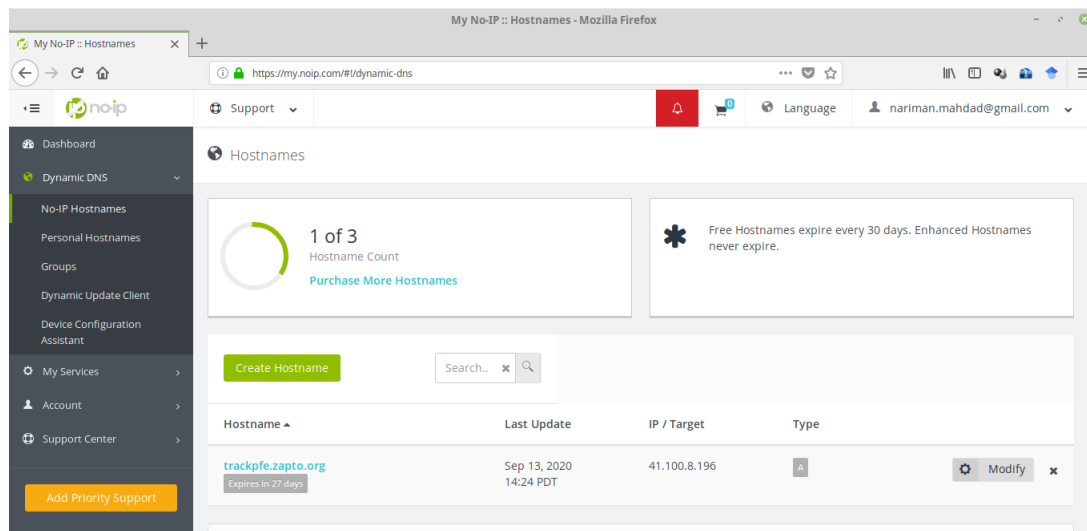 My No-IP :: Hostnames - Mozilla Firefox
My No-IP :: Hostnames
https://my.noip.com/#!/dynamic-dns
no-ip
Support
0
Language
nariman.mahdad@gmail.com
Dashboard
Dynamic DNS
No-IP Hostnames
Personal Hostnames
Groups
Dynamic Update Client
Device Configuration
Assistant
My Services
Account
Support Center
Add Priority Support
Hostnames
1 of 3
Hostname Count
Purchase More Hostnames
Free Hostnames expire every 30 days. Enhanced Hostnames
never expire.
Create Hostname
Search..
Hostname
Last Update
IP / Target
Type
trackpfe.zapto.org
Expires in 27 days
Sep 13, 2020
14:24 PDT
41.100.8.196
A
Modify